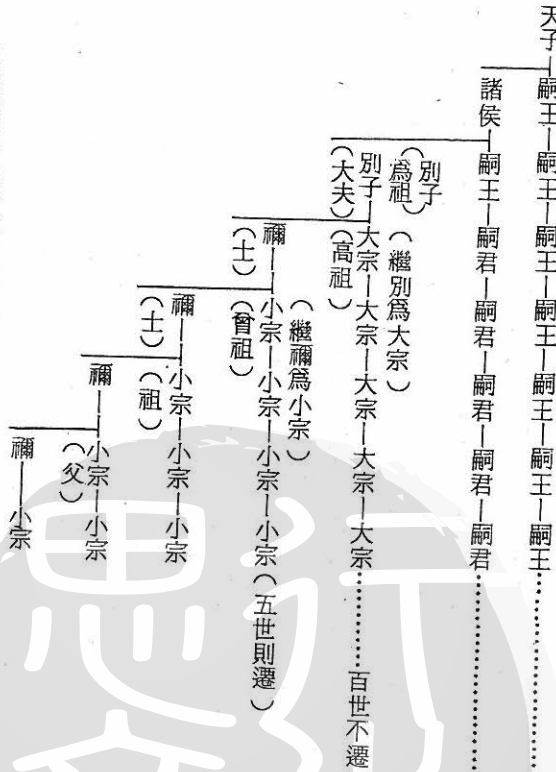 天子—嗣王—嗣王—嗣王—嗣王—嗣王—嗣王—嗣王⋯⋯⋯
諸侯—嗣王—嗣君—嗣君—嗣君—嗣君—嗣君⋯⋯⋯
別子
（爲祖）（繼別爲大宗）
別子—大宗—大宗—大宗—大宗—大宗⋯⋯⋯百世不遷
（大夫）（高祖）
（繼禰爲小宗）
禰—小宗—小宗—小宗—小宗（五世則遷）
（士）（曾祖）
禰—小宗—小宗—小宗
（士）（祖）
禰—小宗—小宗
（父）
禰—小宗